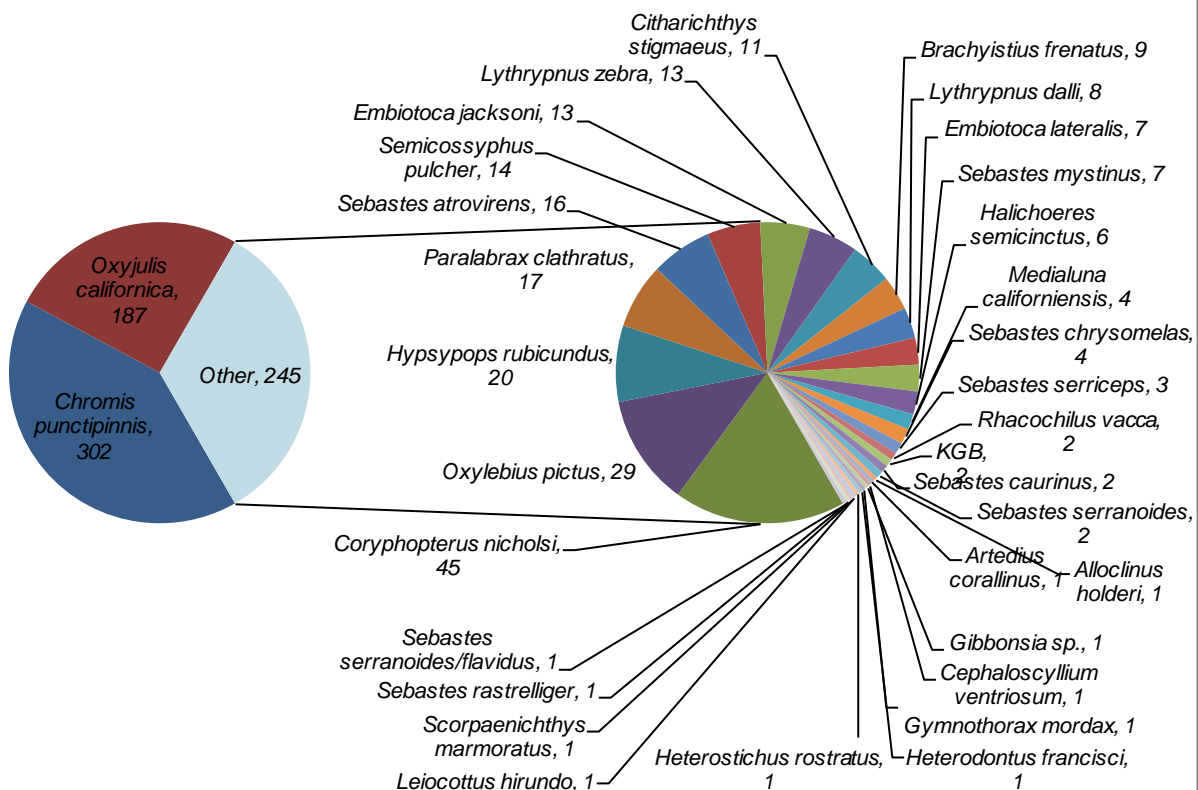 Oxyjulis
californica,
187
Chromis
punctipinnis,
302
Other, 245
Citharichthys
stigmaeus, 11
Lythrypnus zebra, 13
Embiotoca jacksoni, 13
Semicossyphus
pulcher, 14
Sebastes atrovirens, 16
Paralabrax clathratus,
17
Hypsypops rubicundus,
20
Oxylebius pictus, 29
Coryphopterus nicholsi,
45
Brachyistius frenatus, 9
Lythrypnus dalli, 8
Embiotoca lateralis, 7
Sebastes mystinus, 7
Halichoeres
semicinctus, 6
Medialuna
californiensis, 4
Sebastes chrysomelas,
4
Sebastes serriceps, 3
Rhacochilus vacca,
2
KGB,
2
Sebastes caurinus, 2
Sebastes serranoides,
2
Artedius
corallinus, 1
Alloclinus
holderi, 1
Gibbonsia sp., 1
Cephaloscyllium
ventriosum, 1
Gymnothorax mordax, 1
Heterodontus francisci,
1
Heterostichus rostratus,
1
Sebastes
serranoides/flavidus, 1
Sebastes rastrelliger, 1
Scorpaenichthys
marmoratus, 1
Leiocottus hirundo, 1